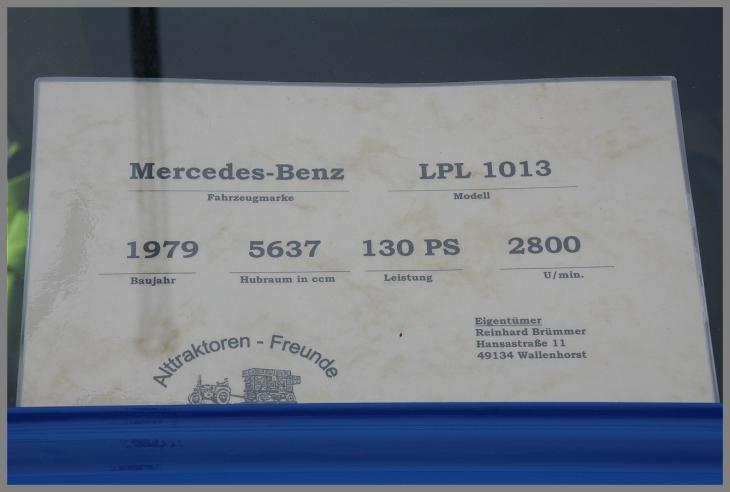 Mercedes-Benz LPL 1013
Fahrzeugmarke Modell
1979 5637 130 PS 2800
Baujahr Hubraum in ccm Leistung U/min.
Eigentümer
Reinhard Brümmer
Hansastraße 11
49134 Wallenhorst
Alttraktoren - Freunde